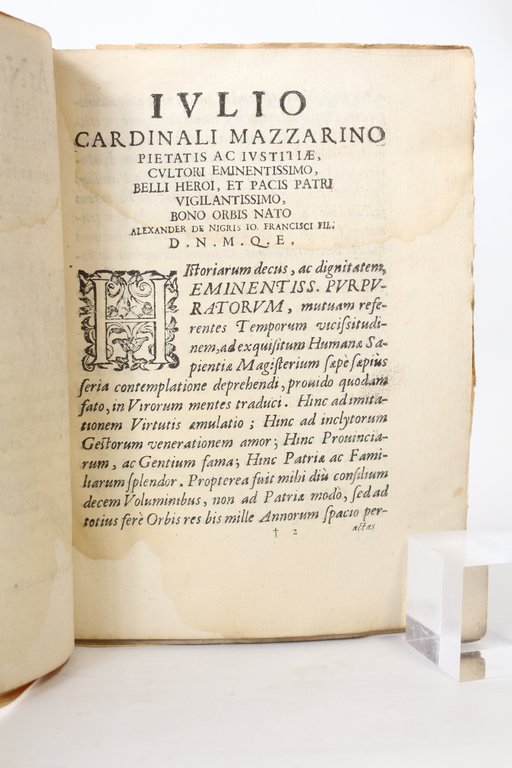 IVLIO
CARDINALI MAZZARINO
PIETATIS AC IVSTITIÆ,
CVLTORI EMINENTISSIMO,
BELLI HEROI, ET PACIS PATRI
VIGILANTISSIMO,
BONO ORBIS NATO
ALEXANDER DE NIGRIS IO. FRANCISCI FIL.
D. N. M. Q. E.
HIſtoriarum decus, ac dignitatem,
EMINENTISS. PVRPV-
RATORVM, mutuam refe-
rentes Temporum viciſsitudi-
nem, ad exquiſitum Humanæ Sa-
pientiæ Magiſterium ſæpè ſæpiùs
ſeria contemplatione deprehendi, prouido quodam
fato, in Virorum mentes traduci. Hinc ad imita-
tionem Virtutis æmulatio; Hinc ad inclytorum
Geſtorum venerationem amor; Hinc Prouincia-
rum, ac Gentium fama; Hinc Patriæ ac Fami-
liarum ſplendor. Propterea fuit mihi diù conſilium
decem Voluminibus, non ad Patriæ modò, ſed ad
totius ferè Orbis res bis mille Annorum ſpacio per-
† 2
actas